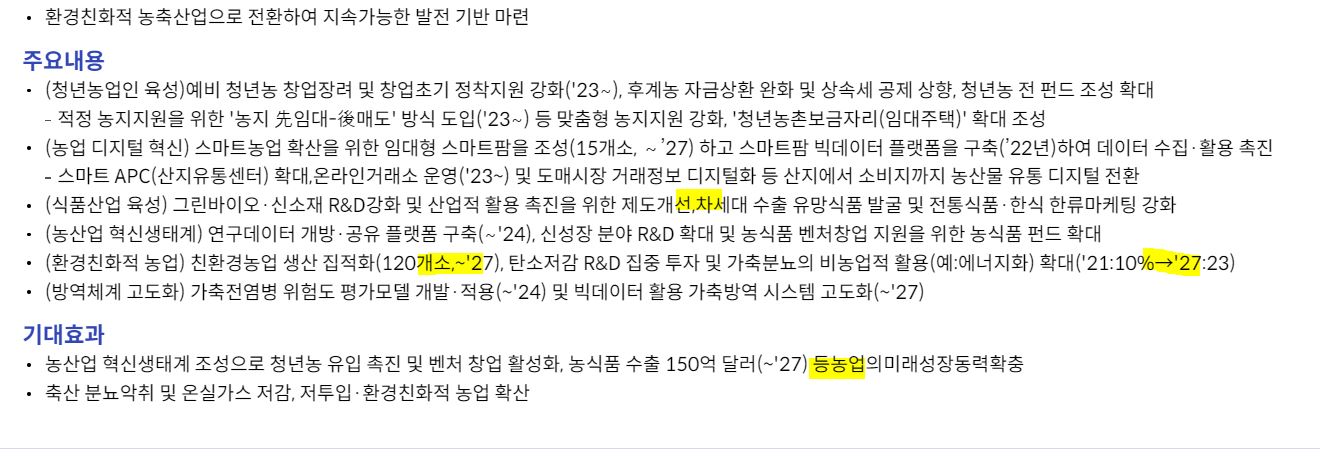 • 환경친화적 농축산업으로 전환하여 지속가능한 발전 기반 마련
주요내용
• (청년농업인 육성)예비 청년농 창업장려 및 창업초기 정착지원 강화('23~), 후계농 자금상환 완화 및 상속세 공제 상향, 청년농 전 펀드 조성 확대
- 적정 농지지원을 위한 '농지 先임대-後매도' 방식 도입('23~) 등 맞춤형 농지지원 강화, '청년농촌보금자리(임대주택)' 확대 조성
• (농업 디지털 혁신) 스마트농업 확산을 위한 임대형 스마트팜을 조성(15개소, ~ ’27) 하고 스마트팜 빅데이터 플랫폼을 구축(’22년)하여 데이터 수집·활용 촉진
- 스마트 APC(산지유통센터) 확대,온라인거래소 운영('23~) 및 도매시장 거래정보 디지털화 등 산지에서 소비지까지 농산물 유통 디지털 전환
• (식품산업 육성) 그린바이오·신소재 R&D강화 및 산업적 활용 촉진을 위한 제도개선,차세대 수출 유망식품 발굴 및 전통식품·한식 한류마케팅 강화
• (농산업 혁신생태계) 연구데이터 개방·공유 플랫폼 구축(~'24), 신성장 분야 R&D 확대 및 농식품 벤처창업 지원을 위한 농식품 펀드 확대
• (환경친화적 농업) 친환경농업 생산 집적화(120개소,~'27), 탄소저감 R&D 집중 투자 및 가축분뇨의 비농업적 활용(예:에너지화) 확대('21:10%→'27:23)
• (방역체계 고도화) 가축전염병 위험도 평가모델 개발·적용(~'24) 및 빅데이터 활용 가축방역 시스템 고도화(~'27)
기대효과
• 농산업 혁신생태계 조성으로 청년농 유입 촉진 및 벤처 창업 활성화, 농식품 수출 150억 달러(~'27) 등농업의미래성장동력확충
• 축산 분뇨악취 및 온실가스 저감, 저투입·환경친화적 농업 확산